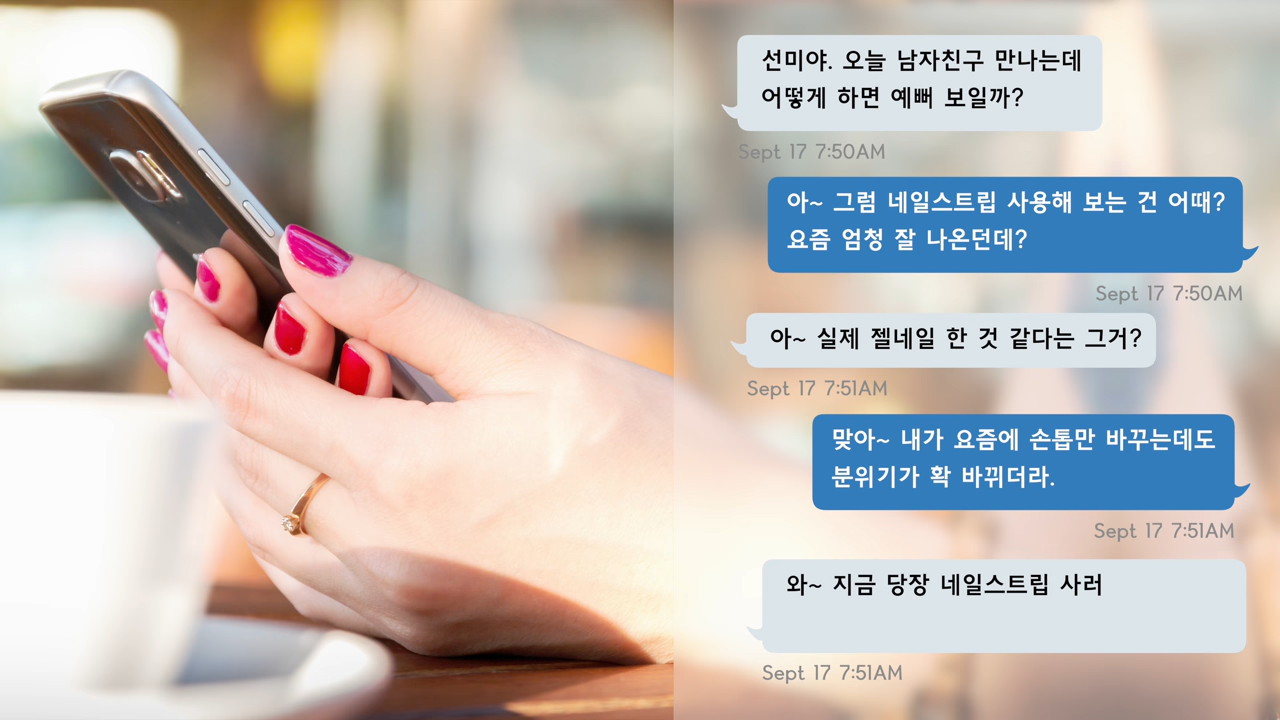 선미야. 오늘 남자친구 만나는데
어떻게 하면 예뻐 보일까?
Sept 17 7:50AM
아~ 그럼 네일스트립 사용해 보는 건 어때?
요즘 엄청 잘 나온던데?
Sept 17 7:50AM
아~ 실제 젤네일 한 것 같다는 그거?
Sept 17 7:51AM
맞아~ 내가 요즘에 손톱만 바꾸는데도
분위기가 확 바뀌더라.
Sept 17 7:51AM
와~ 지금 당장 네일스트립 사러
Sept 17 7:51AM